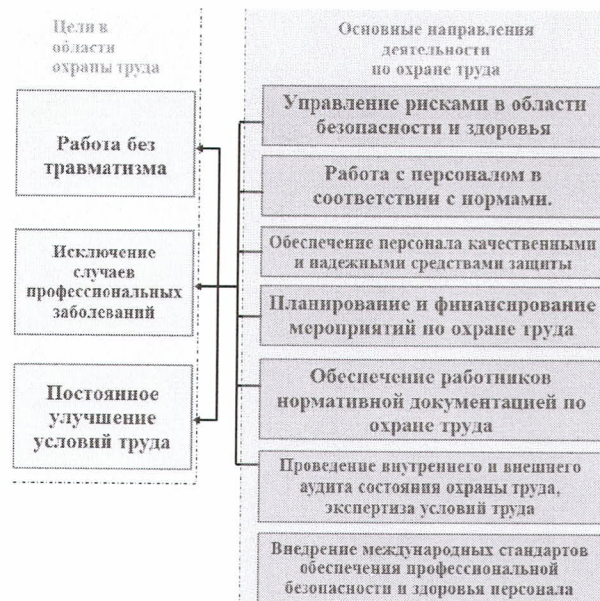 Цели в
области
охраны труда
Работа без
травматизма
Исключение
случаев
профессиональных
заболеваний
Постоянное
улучшение
условий труда
Основные направления
деятельности
по охране труда
Управление рисками в области
безопасности и здоровья
Работа с персоналом в
соответствии с нормами.
Обеспечение персонала качественными
и надежными средствами защиты
Планирование и финансирование
мероприятий по охране труда
Обеспечение работников
нормативной документацией по
охране труда
Проведение внутреннего и внешнего
аудита состояния охраны труда,
экспертиза условий труда
Внедрение международных стандартов
обеспечения профессиональной
безопасности и здоровья персонала